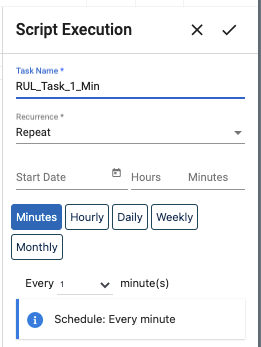 Script Execution
Task Name *
RUL_Task_1_Min
Recurrence *
Repeat
Start Date Hours Minutes
Minutes Hourly Daily Weekly
Monthly
Every 1 minute(s)
Schedule: Every minute